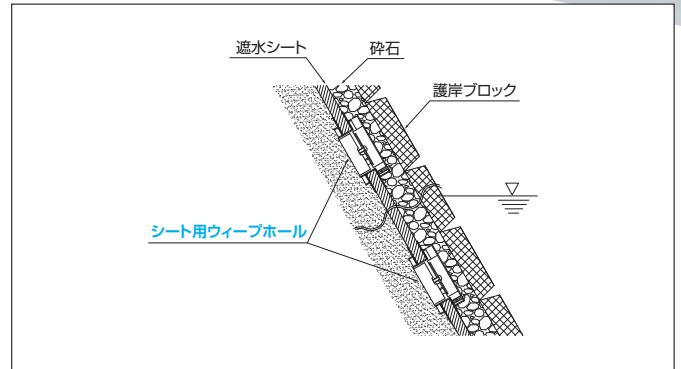 遮水シート
砕石
護岸ブロック
シート用ウィープホール